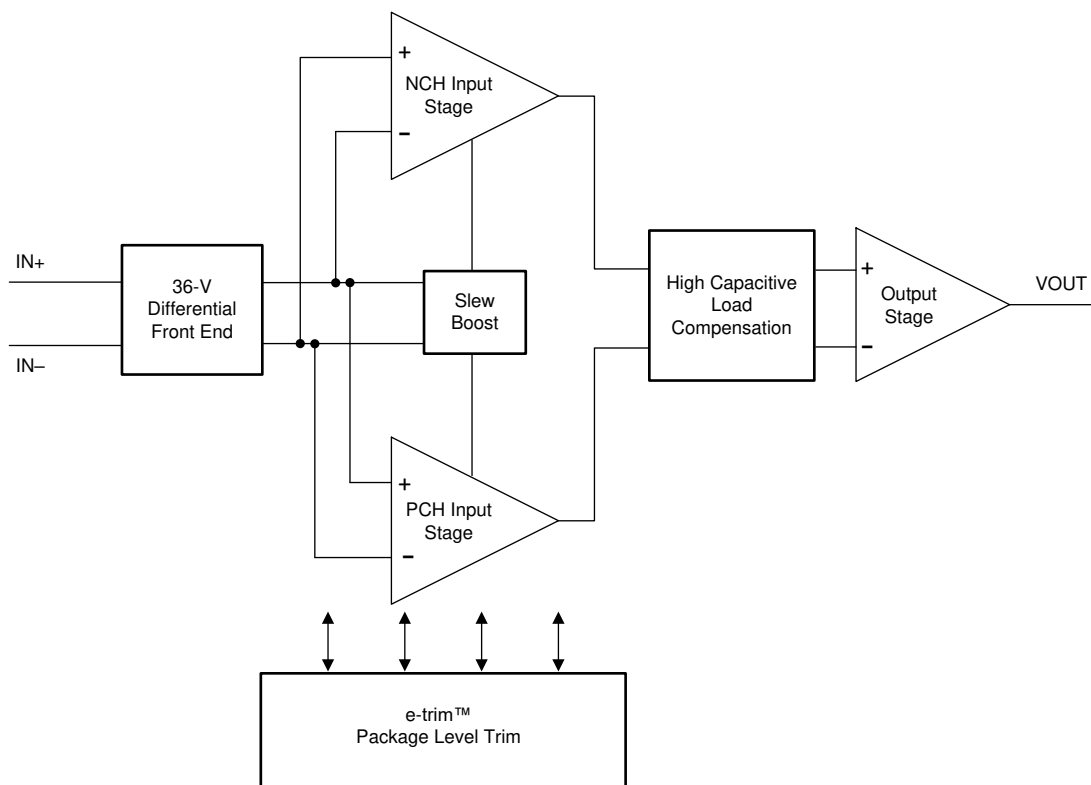 +
NCH Input
Stage
–
IN+
IN–
36-V
Differential
Front End
Slew
Boost
High Capacitive
Load
Compensation
+
Output
Stage
–
VOUT
+
PCH Input
Stage
–
e-trim™
Package Level Trim